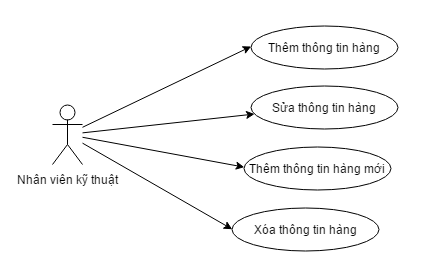 Thêm thông tin hàng
Sửa thông tin hàng
Thêm thông tin hàng mới
Nhân viên kỹ thuật
Xóa thông tin hàng